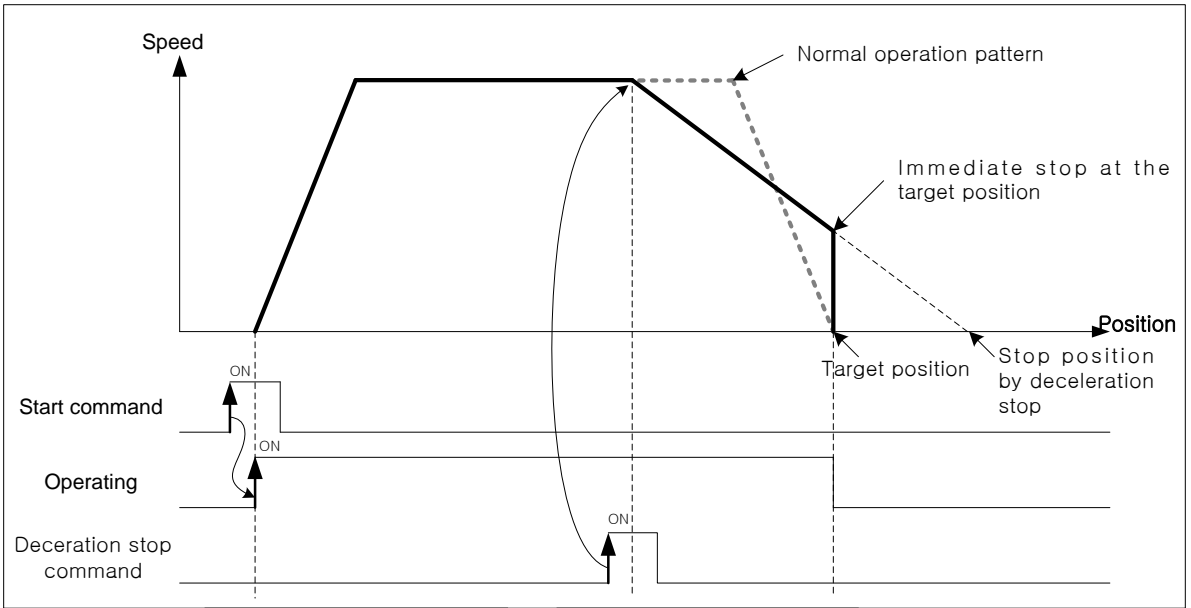 Speed
Normal operation pattern
Immediate stop at the
target position
Position
Target position
Stop position
by deceleration
stop
ON
Start command
ON
Operating
ON
Deceration stop
command